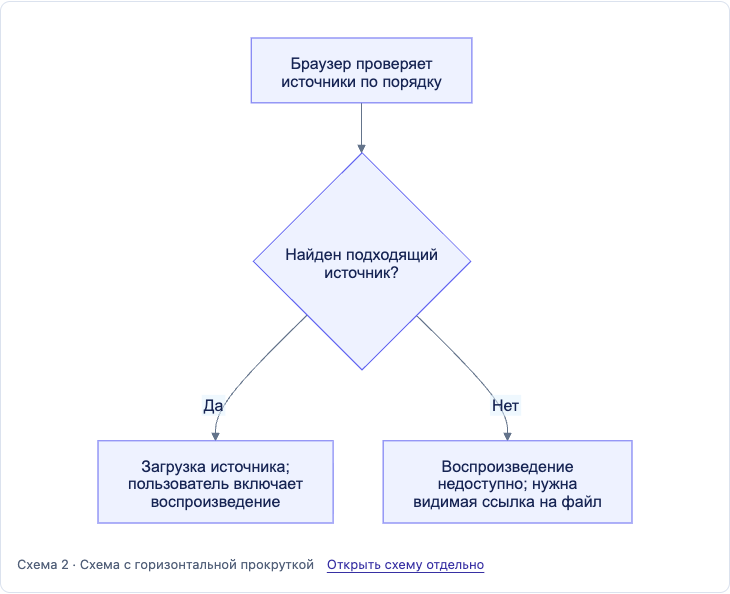 Браузер проверяет
источники по порядку
Найден подходящий
источник?
Да
Нет
Загрузка источника;
пользователь включает
воспроизведение
Воспроизведение
недоступно; нужна
видимая ссылка на файл
Схема 2 · Схема с горизонтальной прокруткой Открыть схему отдельно